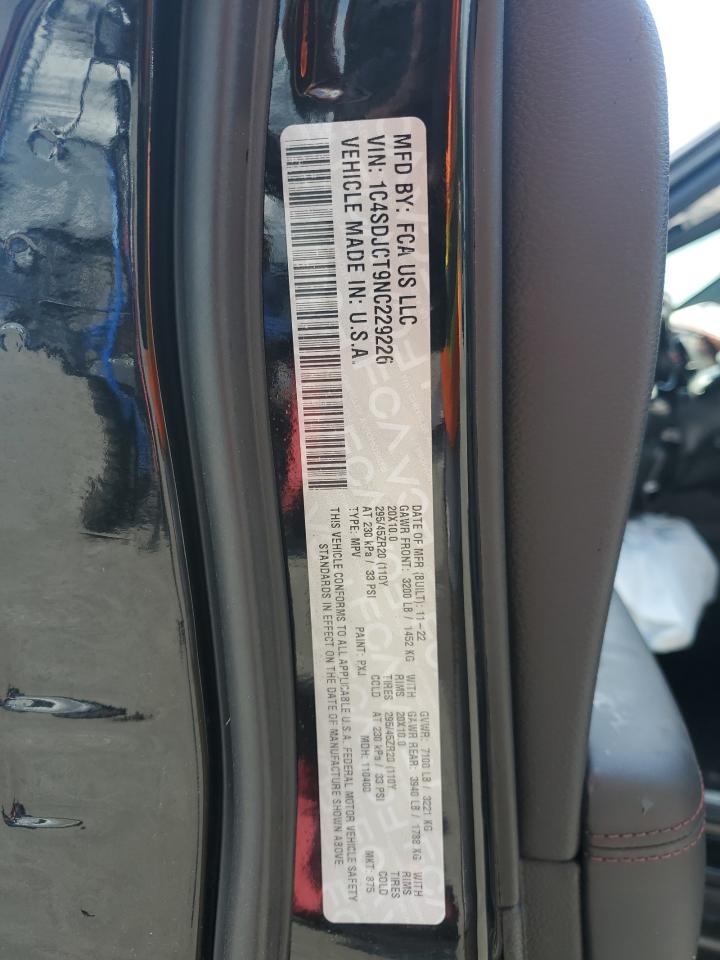 MFD BY: FCA US LLC
VIN: 1C4SDJCT9NC229226
VEHICLE MADE IN: U.S.A.
DATE OF MFR (BUILT): 11-22 GVWR: 7100 LB / 3221 KG
GAWR FRONT: 3200 LB / 1452 KG WITH GAWR REAR: 3940 LB / 1788 KG WITH
20X10.0 RIMS 20X10.0 RIMS
295/45ZR20 (110Y TIRES 295/45ZR20 (110Y TIRES
AT 230 kPa / 33 PSI COLD AT 230 kPa / 33 PSI COLD
TYPE: MPV PAINT: PXJ MDH: 110400 MKT: 875
THIS VEHICLE CONFORMS TO ALL APPLICABLE U.S.A. FEDERAL MOTOR VEHICLE SAFETY
STANDARDS IN EFFECT ON THE DATE OF MANUFACTURE SHOWN ABOVE